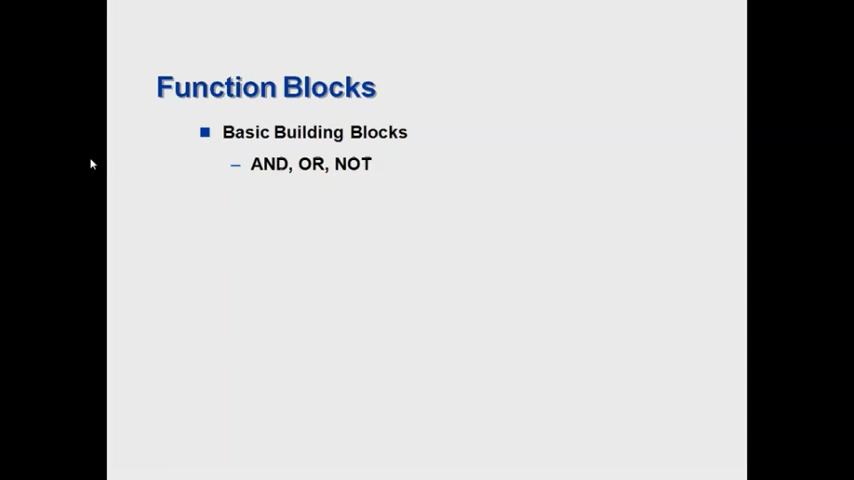 Function Blocks
Basic Building Blocks
– AND, OR, NOT